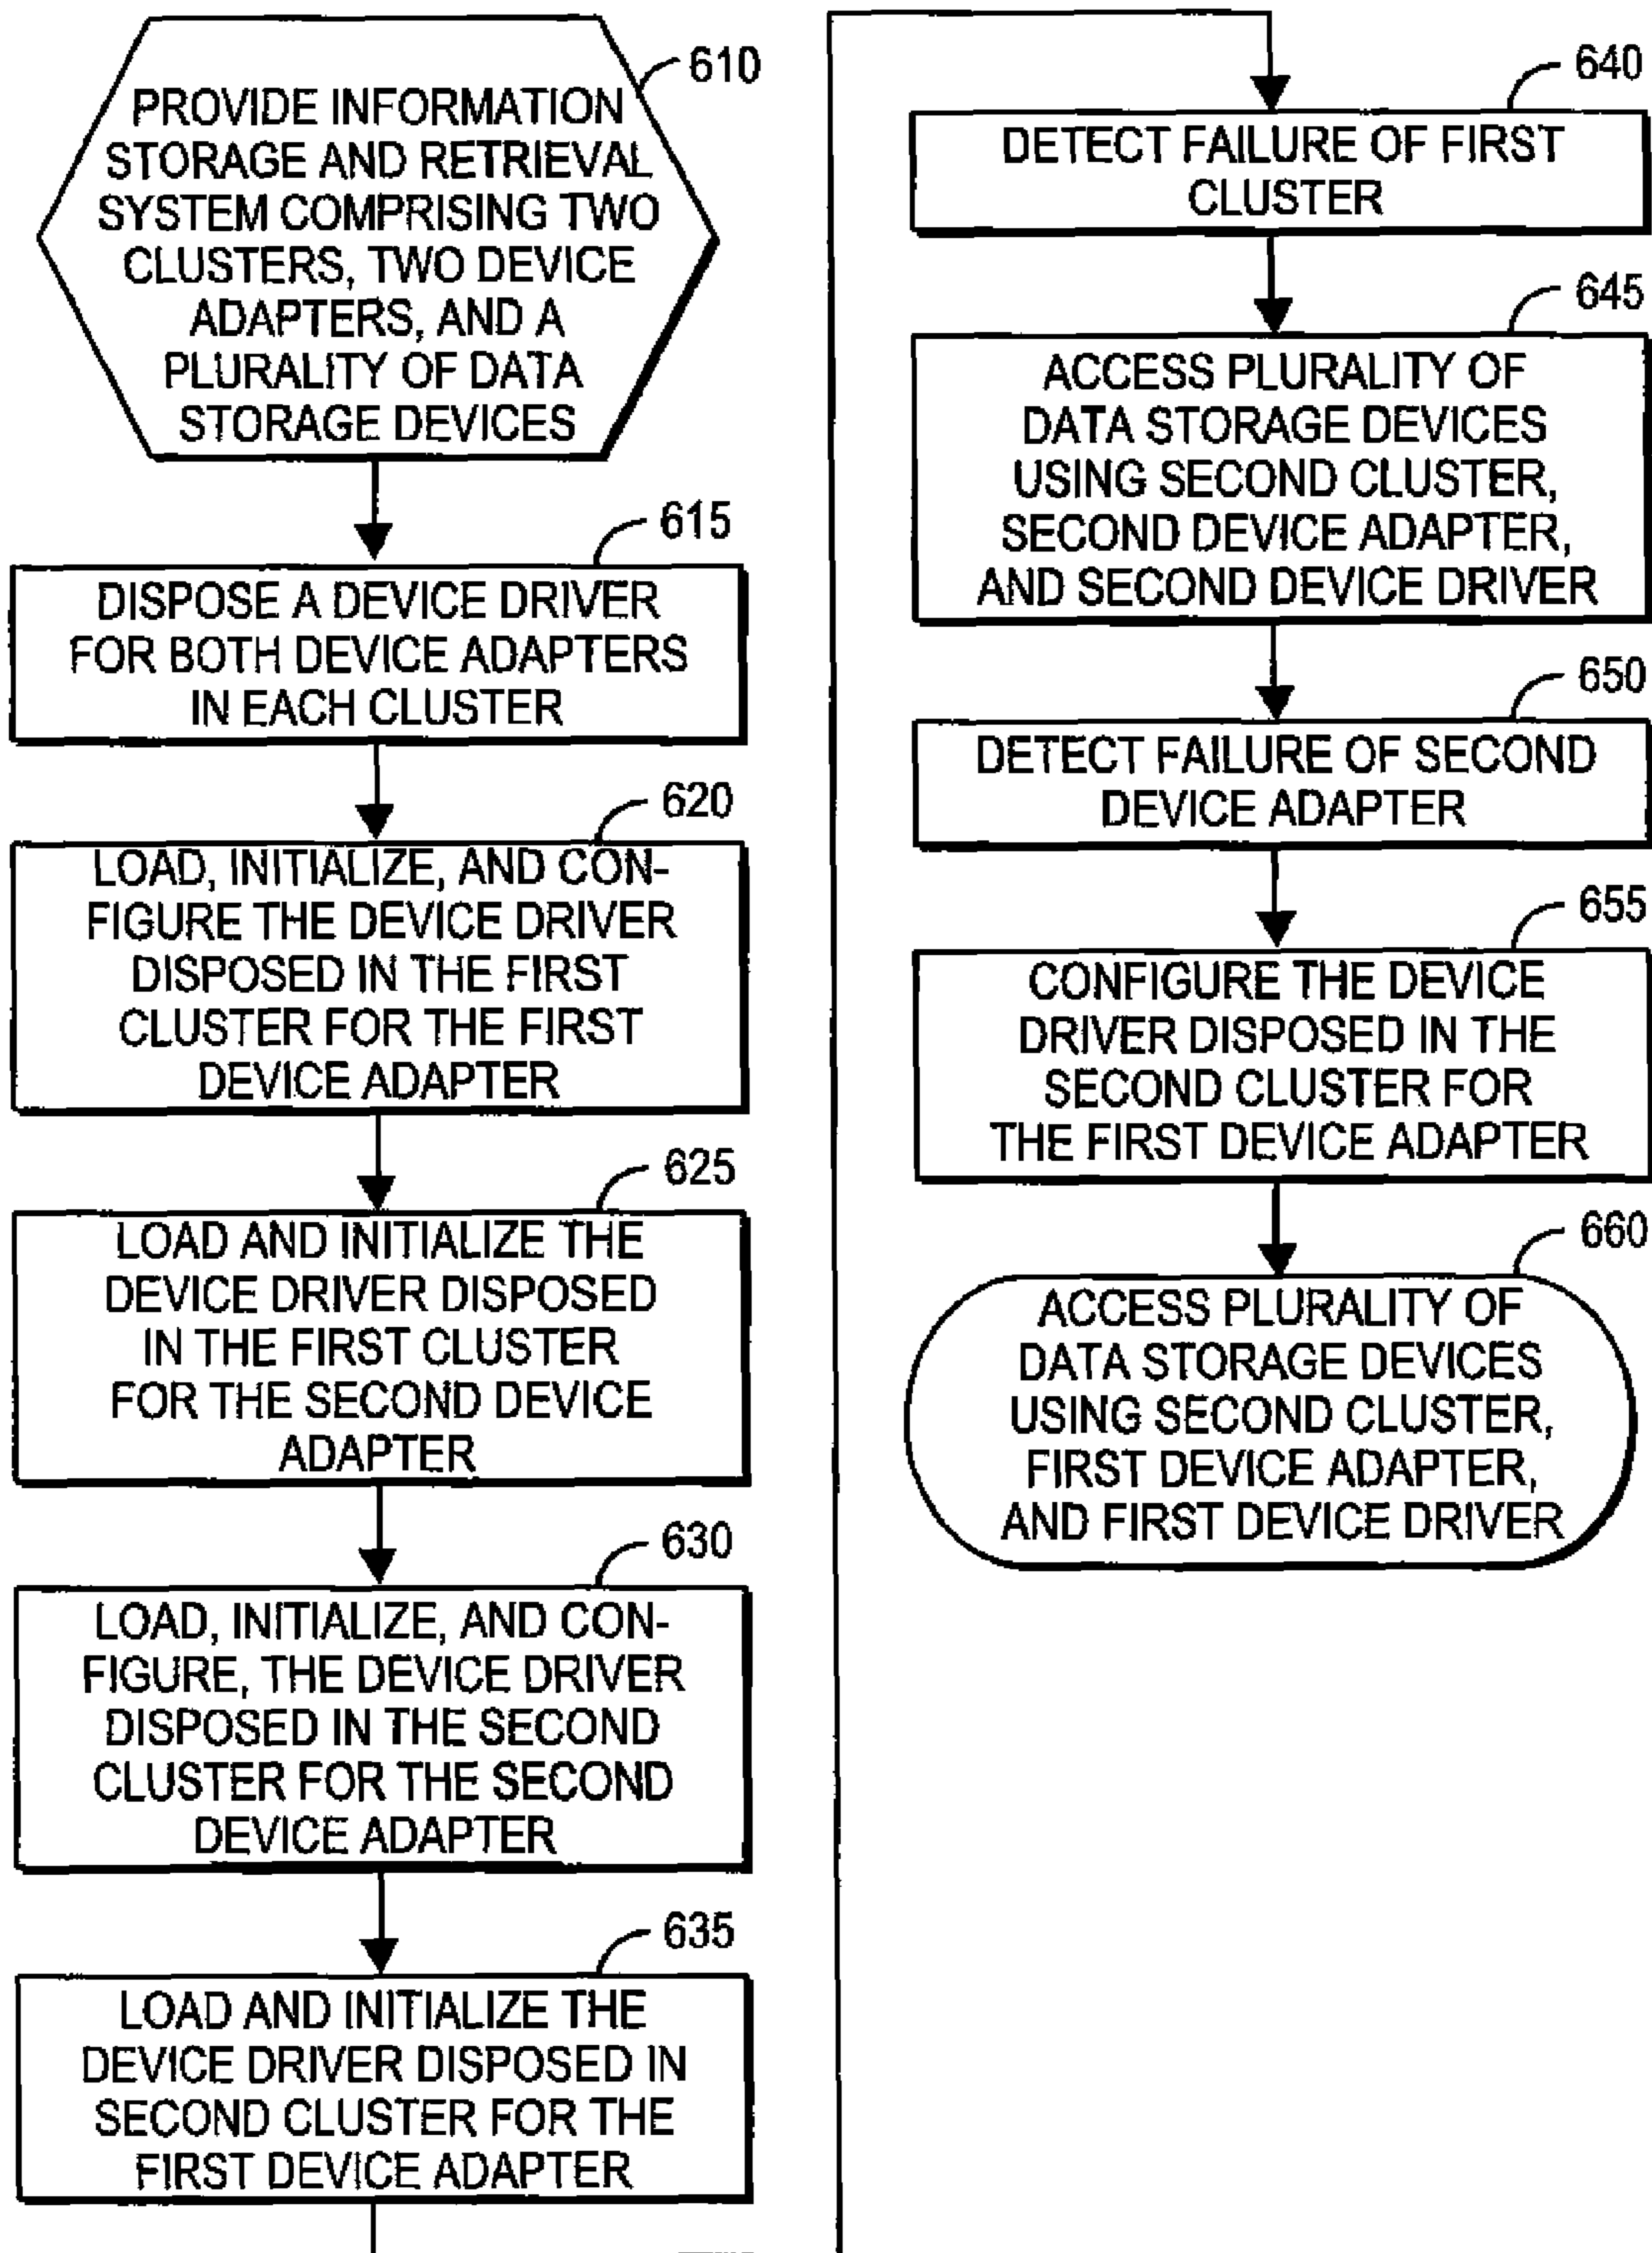 610
PROVIDE INFORMATION
STORAGE AND RETRIEVAL
SYSTEM COMPRISING TWO
CLUSTERS, TWO DEVICE
ADAPTERS, AND A
PLURALITY OF DATA
STORAGE DEVICES
615
DISPOSE A DEVICE DRIVER
FOR BOTH DEVICE ADAPTERS
IN EACH CLUSTER
620
LOAD, INITIALIZE, AND CON-
FIGURE THE DEVICE DRIVER
DISPOSED IN THE FIRST
CLUSTER FOR THE FIRST
DEVICE ADAPTER
625
LOAD AND INITIALIZE THE
DEVICE DRIVER DISPOSED
IN THE FIRST CLUSTER
FOR THE SECOND DEVICE
ADAPTER
630
LOAD, INITIALIZE, AND CON-
FIGURE, THE DEVICE DRIVER
DISPOSED IN THE SECOND
CLUSTER FOR THE SECOND
DEVICE ADAPTER
635
LOAD AND INITIALIZE THE
DEVICE DRIVER DISPOSED IN
SECOND CLUSTER FOR THE
FIRST DEVICE ADAPTER
640
DETECT FAILURE OF FIRST
CLUSTER
645
ACCESS PLURALITY OF
DATA STORAGE DEVICES
USING SECOND CLUSTER,
SECOND DEVICE ADAPTER,
AND SECOND DEVICE DRIVER
650
DETECT FAILURE OF SECOND
DEVICE ADAPTER
655
CONFIGURE THE DEVICE
DRIVER DISPOSED IN THE
SECOND CLUSTER FOR
THE FIRST DEVICE ADAPTER
660
ACCESS PLURALITY OF
DATA STORAGE DEVICES
USING SECOND CLUSTER,
FIRST DEVICE ADAPTER,
AND FIRST DEVICE DRIVER